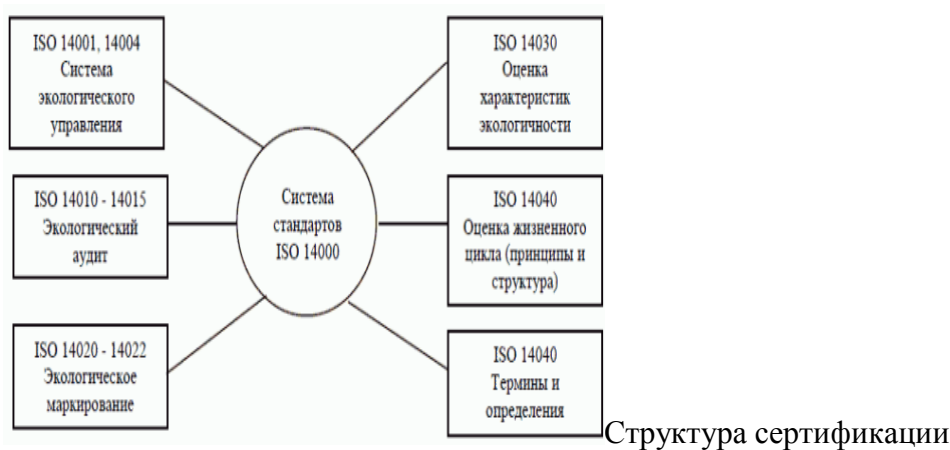 ISO 14001, 14004
Система
экологического
управления
ISO 14010 - 14015
Экологический
аудит
ISO 14020 - 14022
Экологическое
маркирование
Система
стандартов
ISO 14000
ISO 14030
Оценка
характеристик
экологичности
ISO 14040
Оценка жизненного
цикла (принципы и
структура)
ISO 14040
Термины и
определения
Структура сертификации